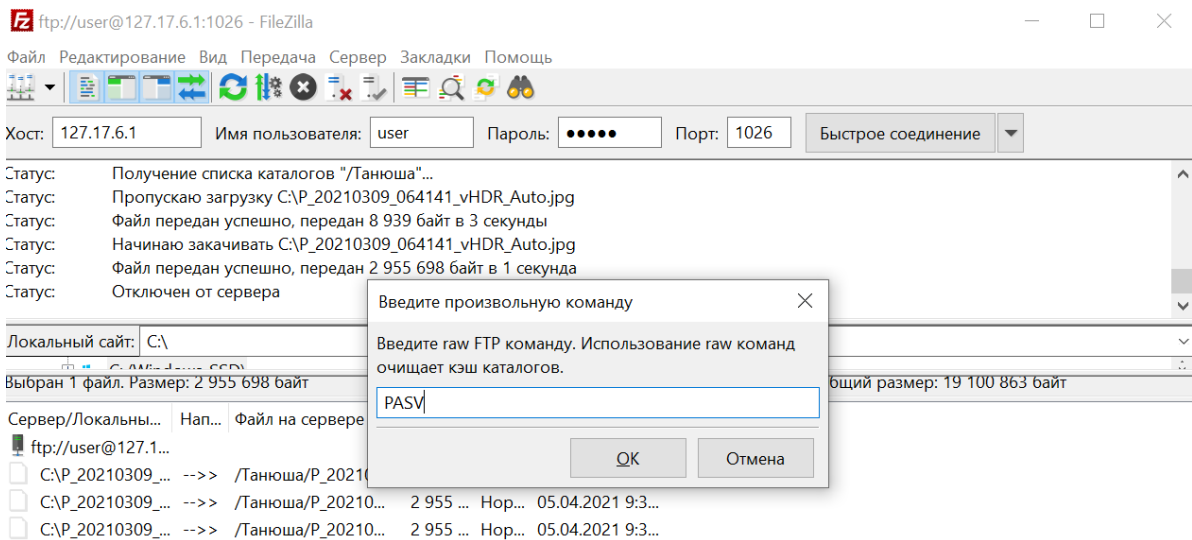 ftp://user@127.17.6.1:1026 - FileZilla
Файл Редактирование Вид Передача Сервер Закладки Помощь
Хост: 127.17.6.1 Имя пользователя: user Пароль: ●●●●● Порт: 1026 Быстрое соединение
Статус: Получение списка каталогов "/Танюша"...
Статус: Пропускаю загрузку C:\P_20210309_064141_vHDR_Auto.jpg
Статус: Файл передан успешно, передан 8 939 байт в 3 секунды
Статус: Начинаю закачивать C:\P_20210309_064141_vHDR_Auto.jpg
Статус: Файл передан успешно, передан 2 955 698 байт в 1 секунда
Статус: Отключен от сервера
Введите произвольную команду
Введите raw FTP команду. Использование raw команд
очищает кэш каталогов.
PASV
OK Отмена
Локальный сайт: C:\
Выбран 1 файл. Размер: 2 955 698 байт
бщий размер: 19 100 863 байт
Сервер/Локальны... Нап... Файл на сервере
ftp://user@127.1...
C:\P_20210309_... -->> /Танюша/P_2021
C:\P_20210309_... -->> /Танюша/P_20210... 2 955 ... Нор... 05.04.2021 9:3...
C:\P_20210309_... -->> /Танюша/P_20210... 2 955 ... Нор... 05.04.2021 9:3...